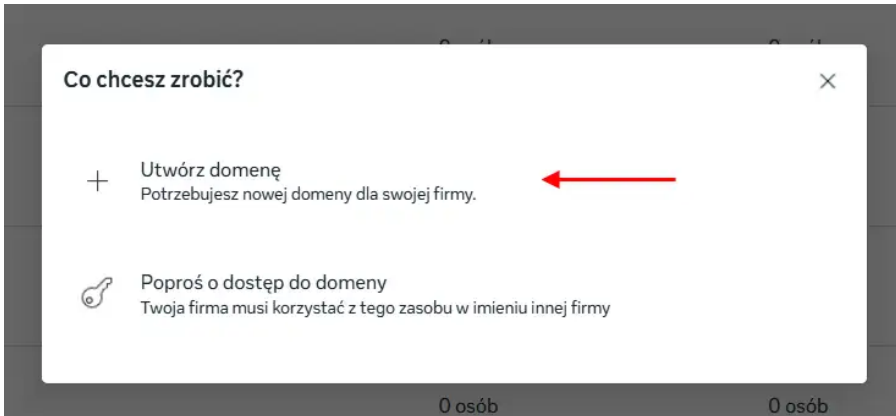 Co chcesz zrobić?
Utwórz domenę
Potrzebujesz nowej domeny dla swojej firmy.
Poproś o dostęp do domeny
Twoja firma musi korzystać z tego zasobu w imieniu innej firmy
0 osób
0 osób